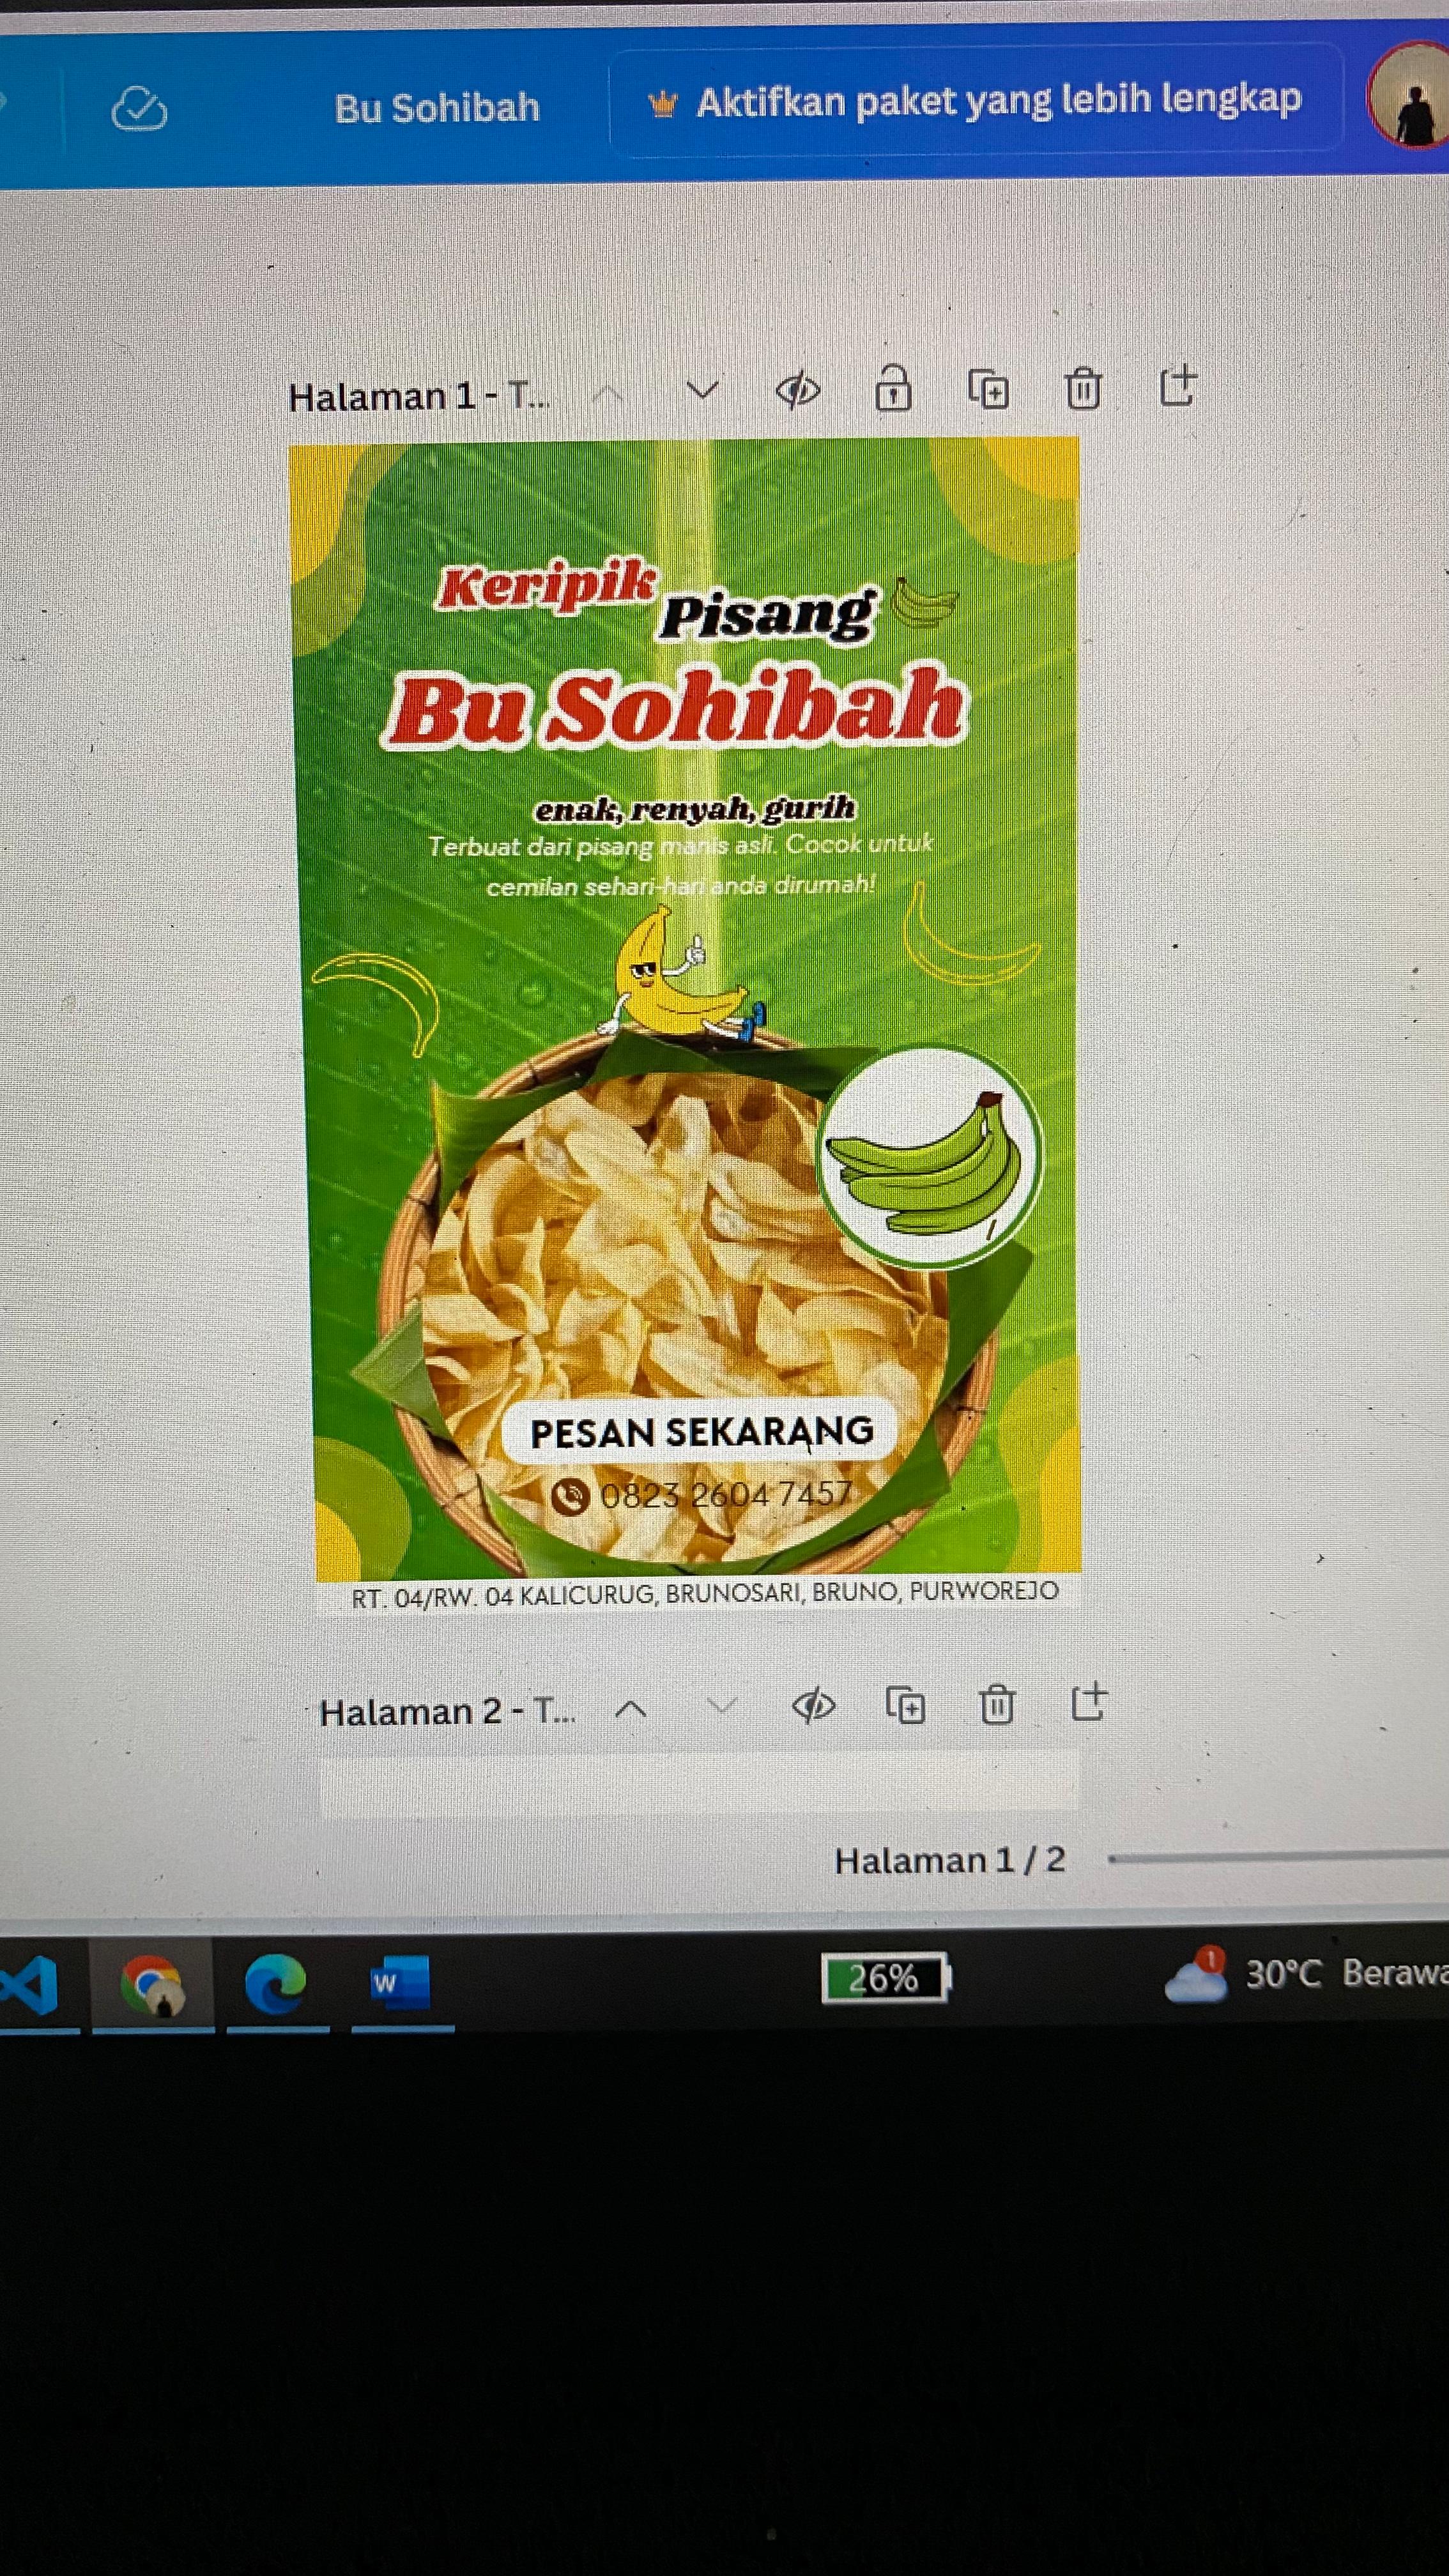 Bu Sohibah
Aktifkan paket yang lebih lengkap
Halaman 1 - T...
Keripik
Pisang
Bu Sohibah
enak, renyah, gurih
Terbuat dari pisang manis asli. Cocok untuk
cemilan sehari-hari anda dirumah!
PESAN SEKARANG
0823 2604 7457
RT. 04/RW. 04 KALICURUG, BRUNOSARI, BRUNO, PURWOREJO
Halaman 2 - T...
Halaman 1 / 2
W
26%
1
30°C